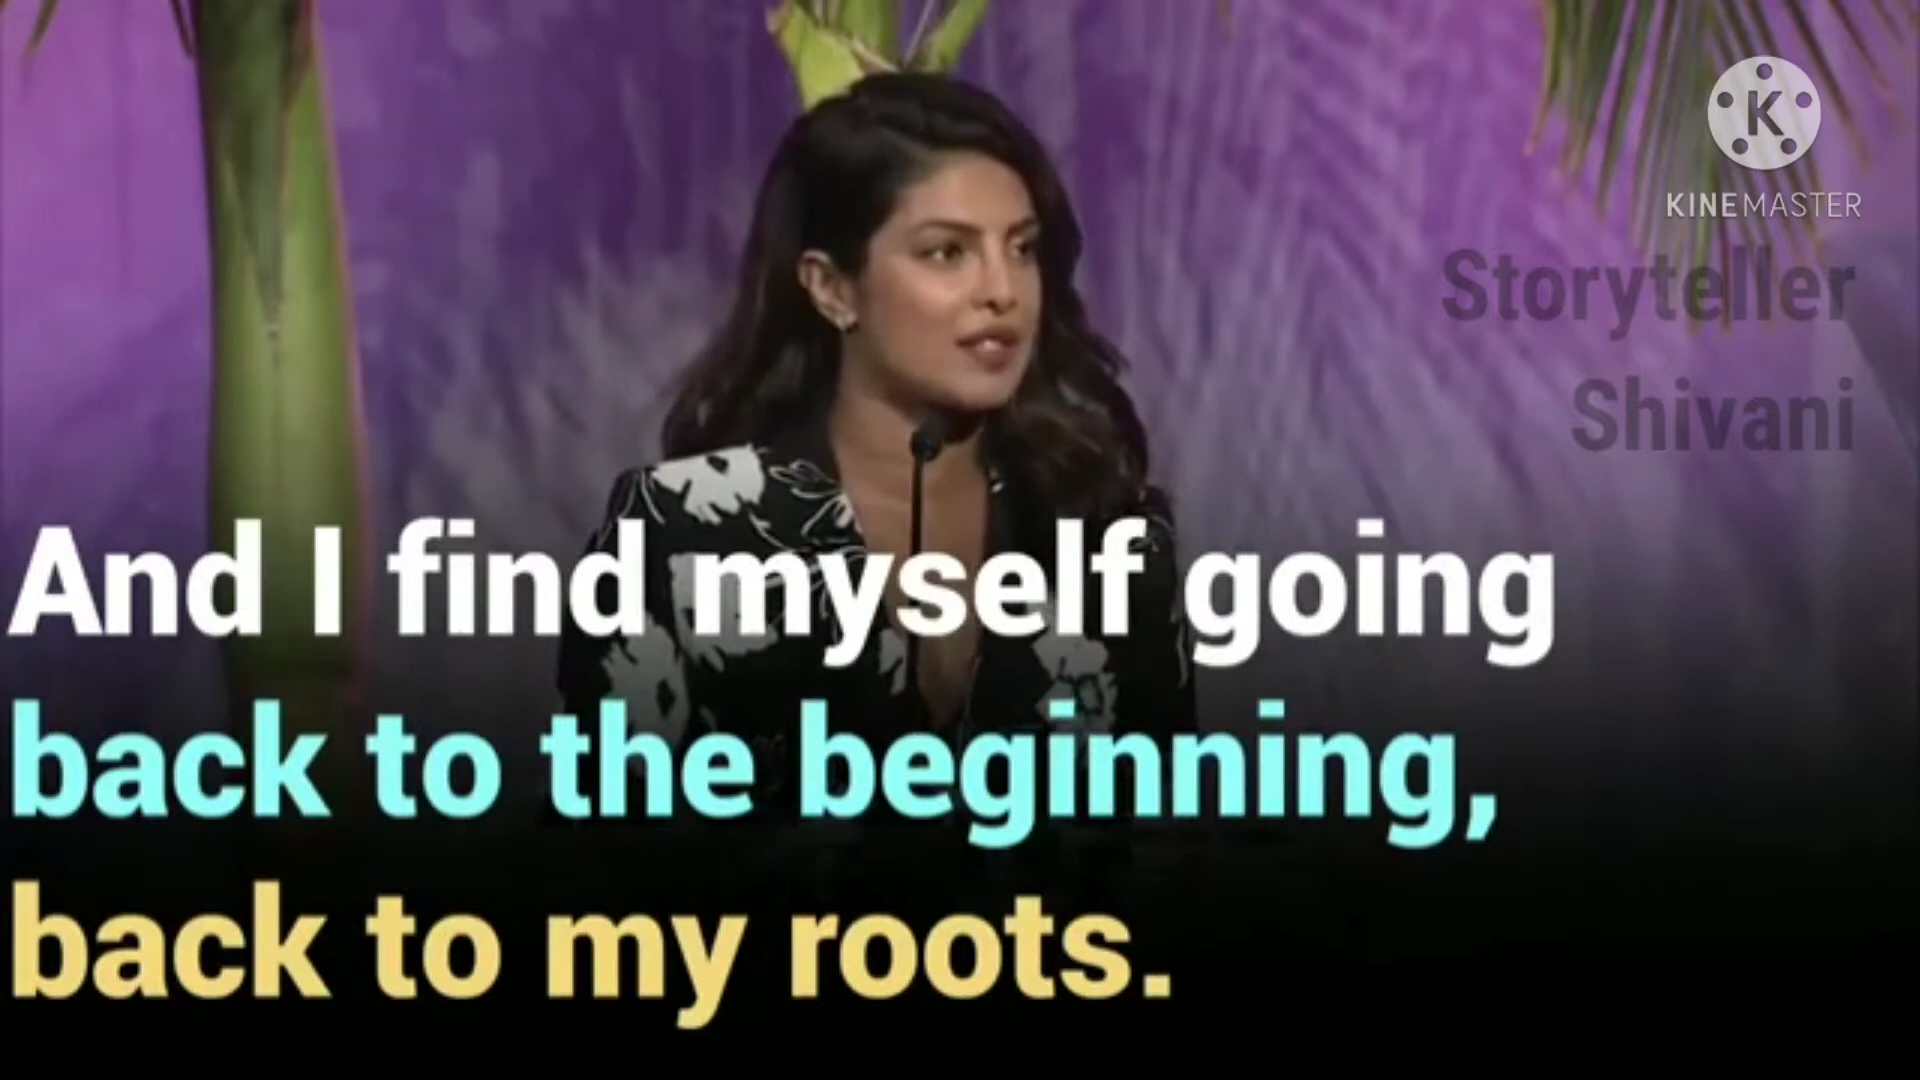 K
KINEMASTER
Storyteller
Shivani
And I find myself going
back to the beginning,
back to my roots.